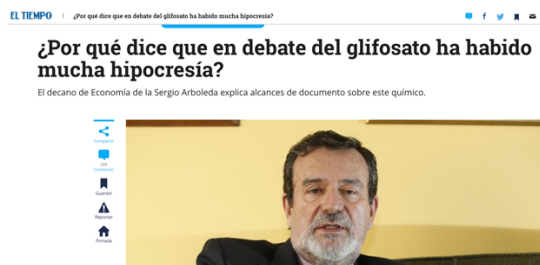 EL TIEMPO ¿Por qué dice que en debate del glifosato ha habido mucha hipocresía?
¿Por qué dice que en debate del glifosato ha habido
mucha hipocresía?
El decano de Economía de la Sergio Arboleda explica alcances de documento sobre este químico.
Compartir
Comentar
Guardar
Reportar
Portada